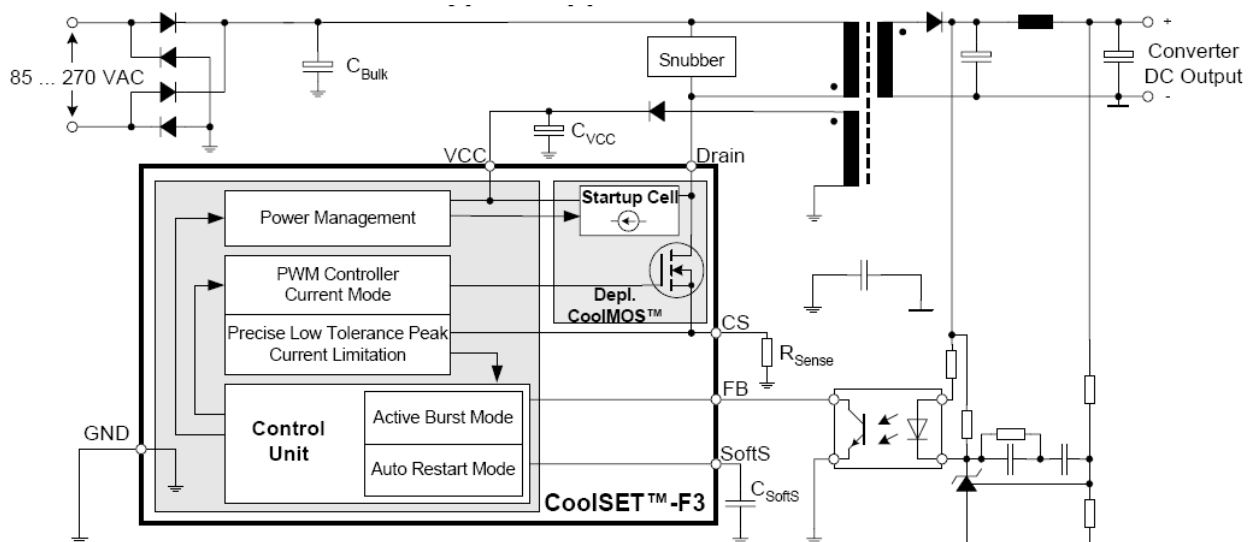 +
85 ... 270 VAC
CBulk
Snubber
Converter
DC Output
-
CVCC
VCC
Drain
Power Management
Startup Cell
PWM Controller
Current Mode
Depl.
CoolMOS™
Precise Low Tolerance Peak
Current Limitation
CS
RSense
FB
Control
Unit
Active Burst Mode
Auto Restart Mode
GND
SoftS
CSoftS
CoolSET™-F3